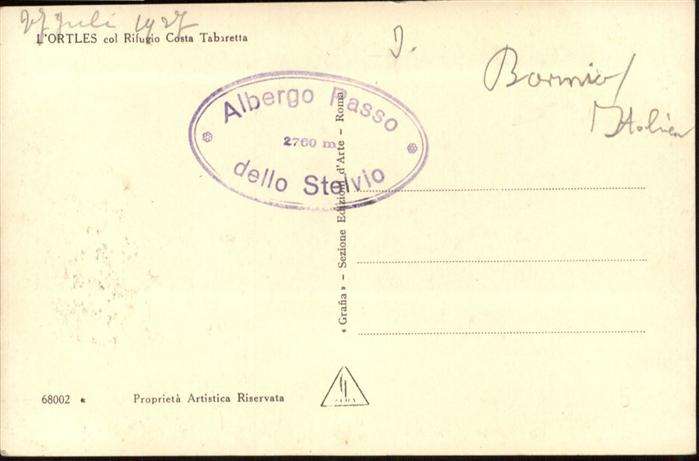 27 Juli 1927
L'ORTLES col Rifugio Costa Tabaretta
J.
Bormio/
Italien
Albergo Passo
2760 m.
dello Stelvio
« Grafia » - Sezione Edizioni d'Arte - Roma
68002 *
Proprietà Artistica Riservata